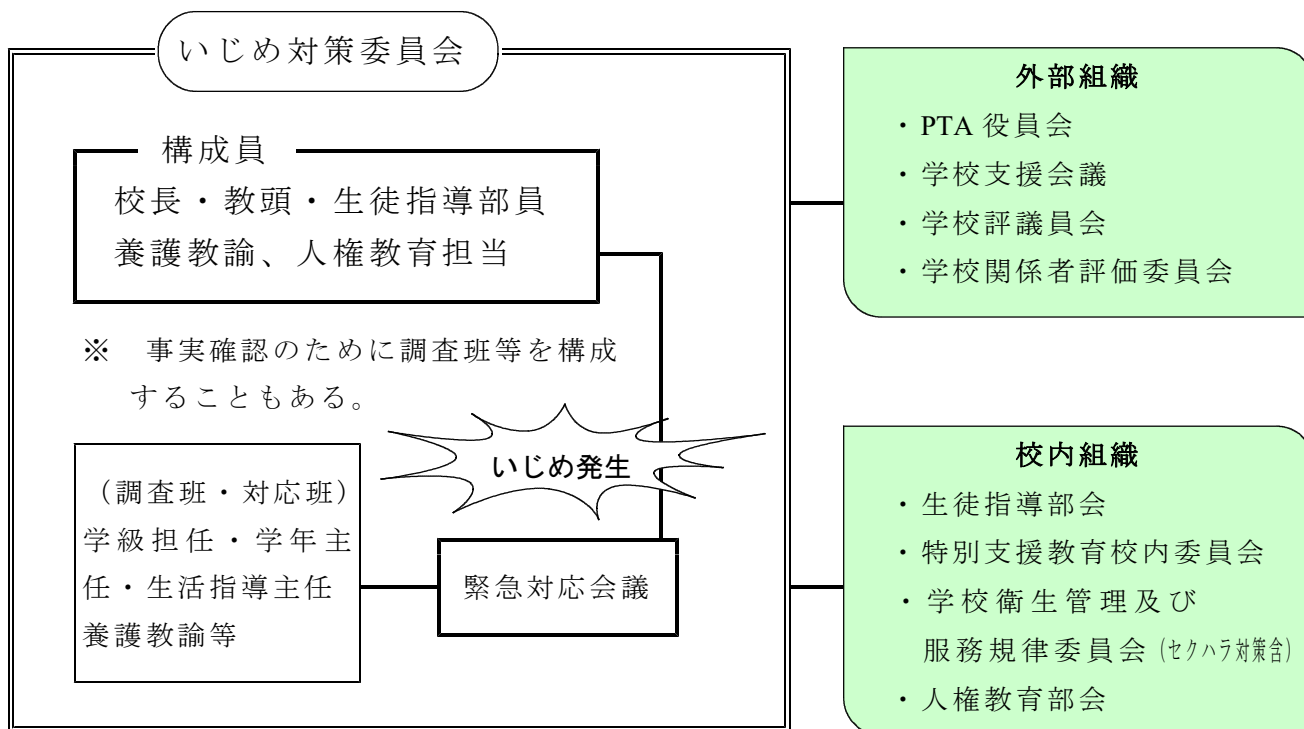 いじめ対策委員会
構成員
校長・教頭・生徒指導部員
養護教諭、人権教育担当
※　事実確認のために調査班等を構成
することもある。
いじめ発生
（調査班・対応班）
学級担任・学年主
任・生活指導主任
養護教諭等
緊急対応会議
外部組織
・PTA 役員会
・学校支援会議
・学校評議員会
・学校関係者評価委員会
校内組織
・生徒指導部会
・特別支援教育校内委員会
・学校衛生管理及び
服務規律委員会（セクハラ対策含）
・人権教育部会